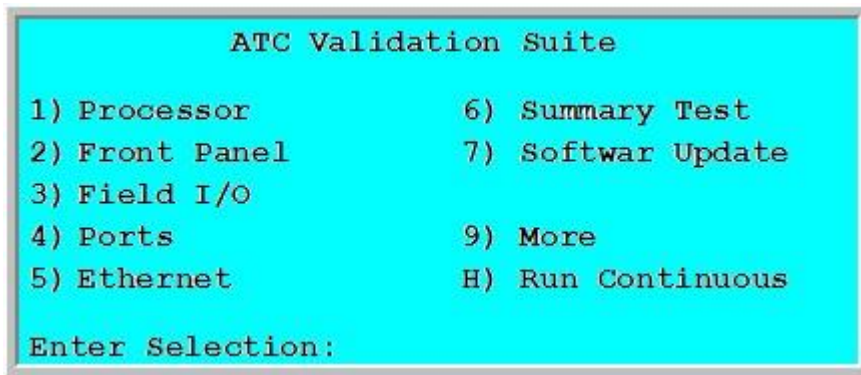 ATC Validation Suite
1) Processor 6) Summary Test
2) Front Panel 7) Softwar Update
3) Field I/O
4) Ports 9) More
5) Ethernet H) Run Continuous
Enter Selection: